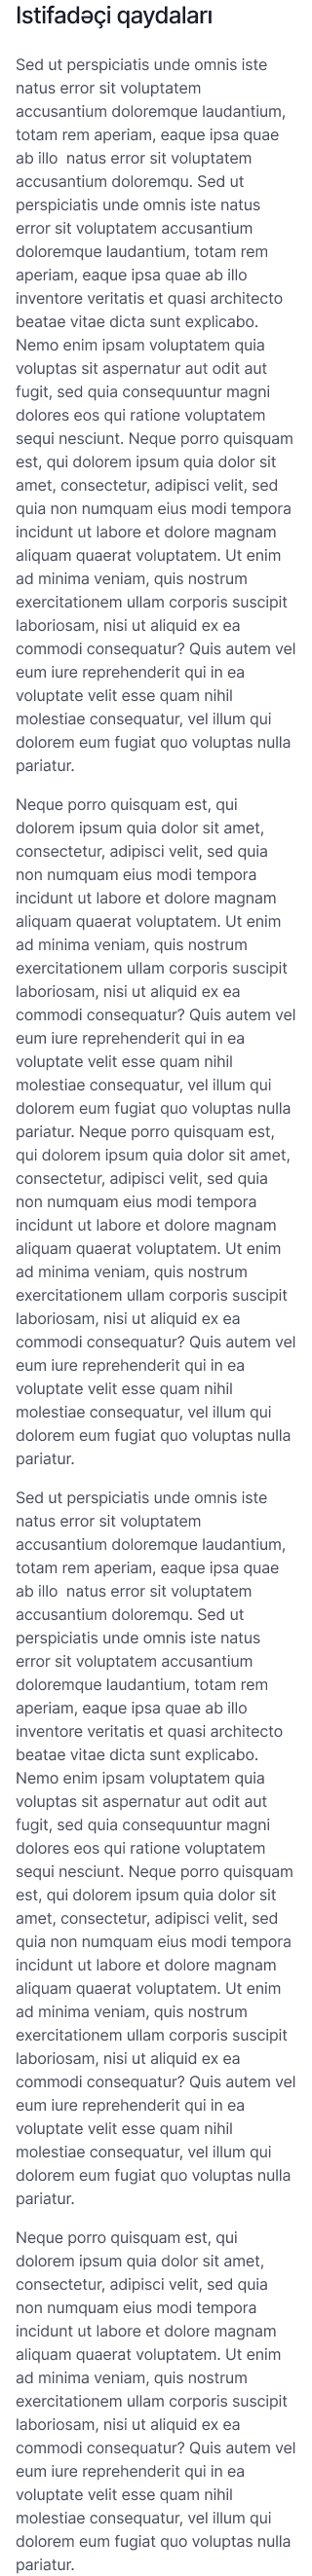 Istifadəçi qaydaları
Sed ut perspiciatis unde omnis iste
natus error sit voluptatem
accusantium doloremque laudantium,
totam rem aperiam, eaque ipsa quae
ab illo  natus error sit voluptatem
accusantium doloremqu. Sed ut
perspiciatis unde omnis iste natus
error sit voluptatem accusantium
doloremque laudantium, totam rem
aperiam, eaque ipsa quae ab illo
inventore veritatis et quasi architecto
beatae vitae dicta sunt explicabo.
Nemo enim ipsam voluptatem quia
voluptas sit aspernatur aut odit aut
fugit, sed quia consequuntur magni
dolores eos qui ratione voluptatem
sequi nesciunt. Neque porro quisquam
est, qui dolorem ipsum quia dolor sit
amet, consectetur, adipisci velit, sed
quia non numquam eius modi tempora
incidunt ut labore et dolore magnam
aliquam quaerat voluptatem. Ut enim
ad minima veniam, quis nostrum
exercitationem ullam corporis suscipit
laboriosam, nisi ut aliquid ex ea
commodi consequatur? Quis autem vel
eum iure reprehenderit qui in ea
voluptate velit esse quam nihil
molestiae consequatur, vel illum qui
dolorem eum fugiat quo voluptas nulla
pariatur.
Neque porro quisquam est, qui
dolorem ipsum quia dolor sit amet,
consectetur, adipisci velit, sed quia
non numquam eius modi tempora
incidunt ut labore et dolore magnam
aliquam quaerat voluptatem. Ut enim
ad minima veniam, quis nostrum
exercitationem ullam corporis suscipit
laboriosam, nisi ut aliquid ex ea
commodi consequatur? Quis autem vel
eum iure reprehenderit qui in ea
voluptate velit esse quam nihil
molestiae consequatur, vel illum qui
dolorem eum fugiat quo voluptas nulla
pariatur. Neque porro quisquam est,
qui dolorem ipsum quia dolor sit amet,
consectetur, adipisci velit, sed quia
non numquam eius modi tempora
incidunt ut labore et dolore magnam
aliquam quaerat voluptatem. Ut enim
ad minima veniam, quis nostrum
exercitationem ullam corporis suscipit
laboriosam, nisi ut aliquid ex ea
commodi consequatur? Quis autem vel
eum iure reprehenderit qui in ea
voluptate velit esse quam nihil
molestiae consequatur, vel illum qui
dolorem eum fugiat quo voluptas nulla
pariatur.
Sed ut perspiciatis unde omnis iste
natus error sit voluptatem
accusantium doloremque laudantium,
totam rem aperiam, eaque ipsa quae
ab illo  natus error sit voluptatem
accusantium doloremqu. Sed ut
perspiciatis unde omnis iste natus
error sit voluptatem accusantium
doloremque laudantium, totam rem
aperiam, eaque ipsa quae ab illo
inventore veritatis et quasi architecto
beatae vitae dicta sunt explicabo.
Nemo enim ipsam voluptatem quia
voluptas sit aspernatur aut odit aut
fugit, sed quia consequuntur magni
dolores eos qui ratione voluptatem
sequi nesciunt. Neque porro quisquam
est, qui dolorem ipsum quia dolor sit
amet, consectetur, adipisci velit, sed
quia non numquam eius modi tempora
incidunt ut labore et dolore magnam
aliquam quaerat voluptatem. Ut enim
ad minima veniam, quis nostrum
exercitationem ullam corporis suscipit
laboriosam, nisi ut aliquid ex ea
commodi consequatur? Quis autem vel
eum iure reprehenderit qui in ea
voluptate velit esse quam nihil
molestiae consequatur, vel illum qui
dolorem eum fugiat quo voluptas nulla
pariatur.
Neque porro quisquam est, qui
dolorem ipsum quia dolor sit amet,
consectetur, adipisci velit, sed quia
non numquam eius modi tempora
incidunt ut labore et dolore magnam
aliquam quaerat voluptatem. Ut enim
ad minima veniam, quis nostrum
exercitationem ullam corporis suscipit
laboriosam, nisi ut aliquid ex ea
commodi consequatur? Quis autem vel
eum iure reprehenderit qui in ea
voluptate velit esse quam nihil
molestiae consequatur, vel illum qui
dolorem eum fugiat quo voluptas nulla
pariatur.